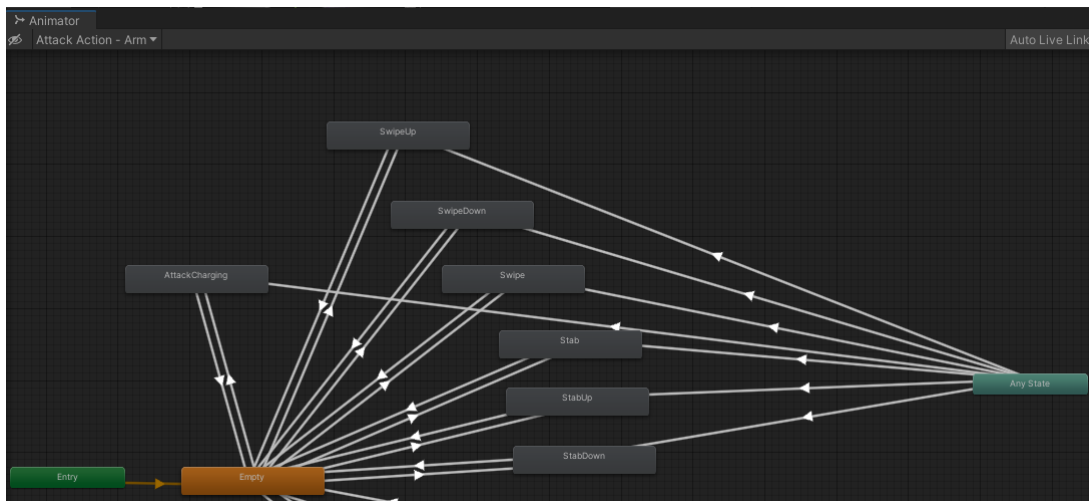 Animator
Attack Action - Arm
Auto Live Link
SwipeUp
SwipeDown
AttackCharging
Swipe
Stab
Any State
StabUp
StabDown
Entry
Empty